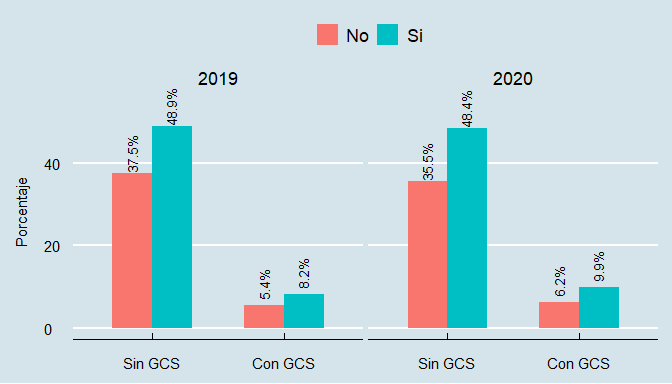 No Si
2019 2020
48.9% 48.4%
37.5% 35.5%
40
Porcentaje
20
5.4% 8.2% 6.2% 9.9%
0
Sin GCS Con GCS Sin GCS Con GCS